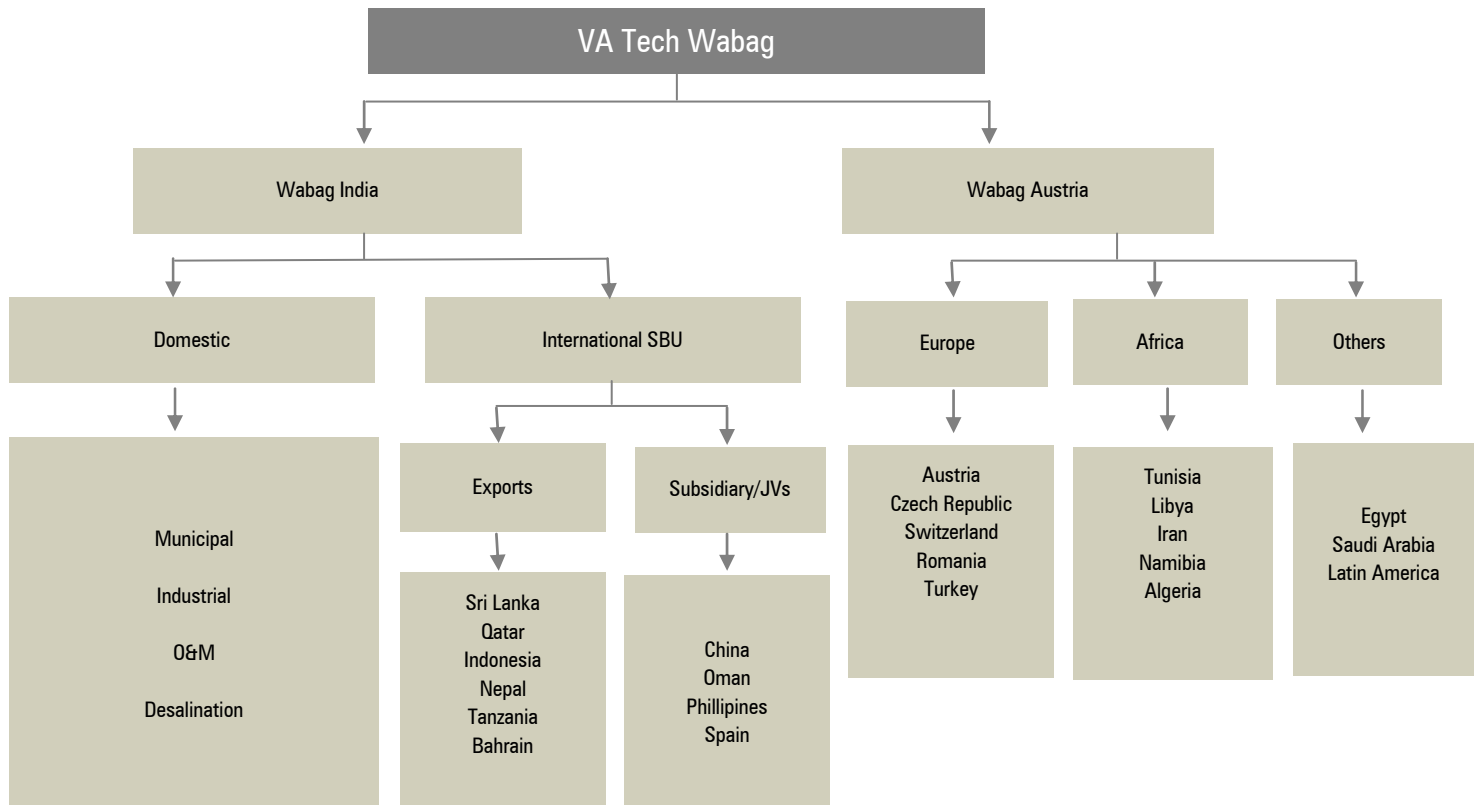 VA Tech Wabag
Wabag India
Wabag Austria
Domestic
International SBU
Europe
Africa
Others
Municipal
Industrial
O&M
Desalination
Exports
Subsidiary/JVs
Sri Lanka
Qatar
Indonesia
Nepal
Tanzania
Bahrain
China
Oman
Phillipines
Spain
Austria
Czech Republic
Switzerland
Romania
Turkey
Tunisia
Libya
Iran
Namibia
Algeria
Egypt
Saudi Arabia
Latin America